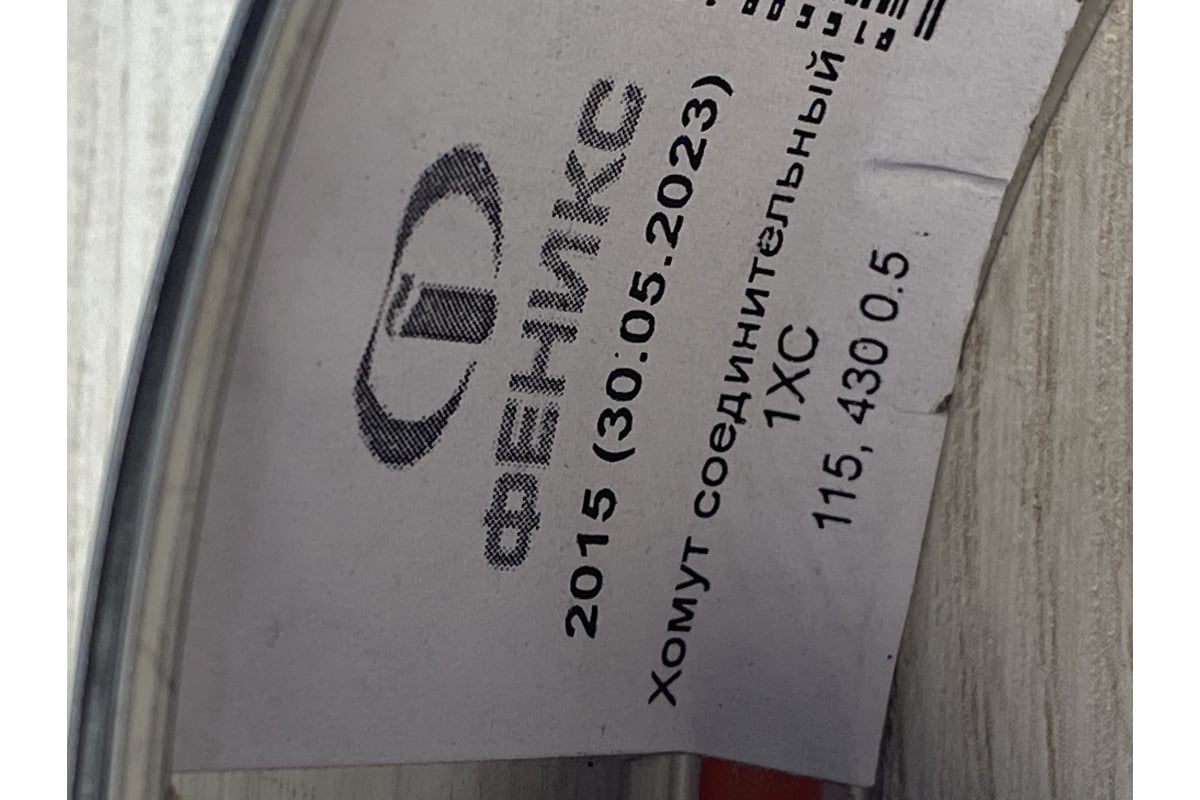 ФЕНИКС
2015 (30.05.2023)
Хомут соединительный
1ХС
115, 430 0.5